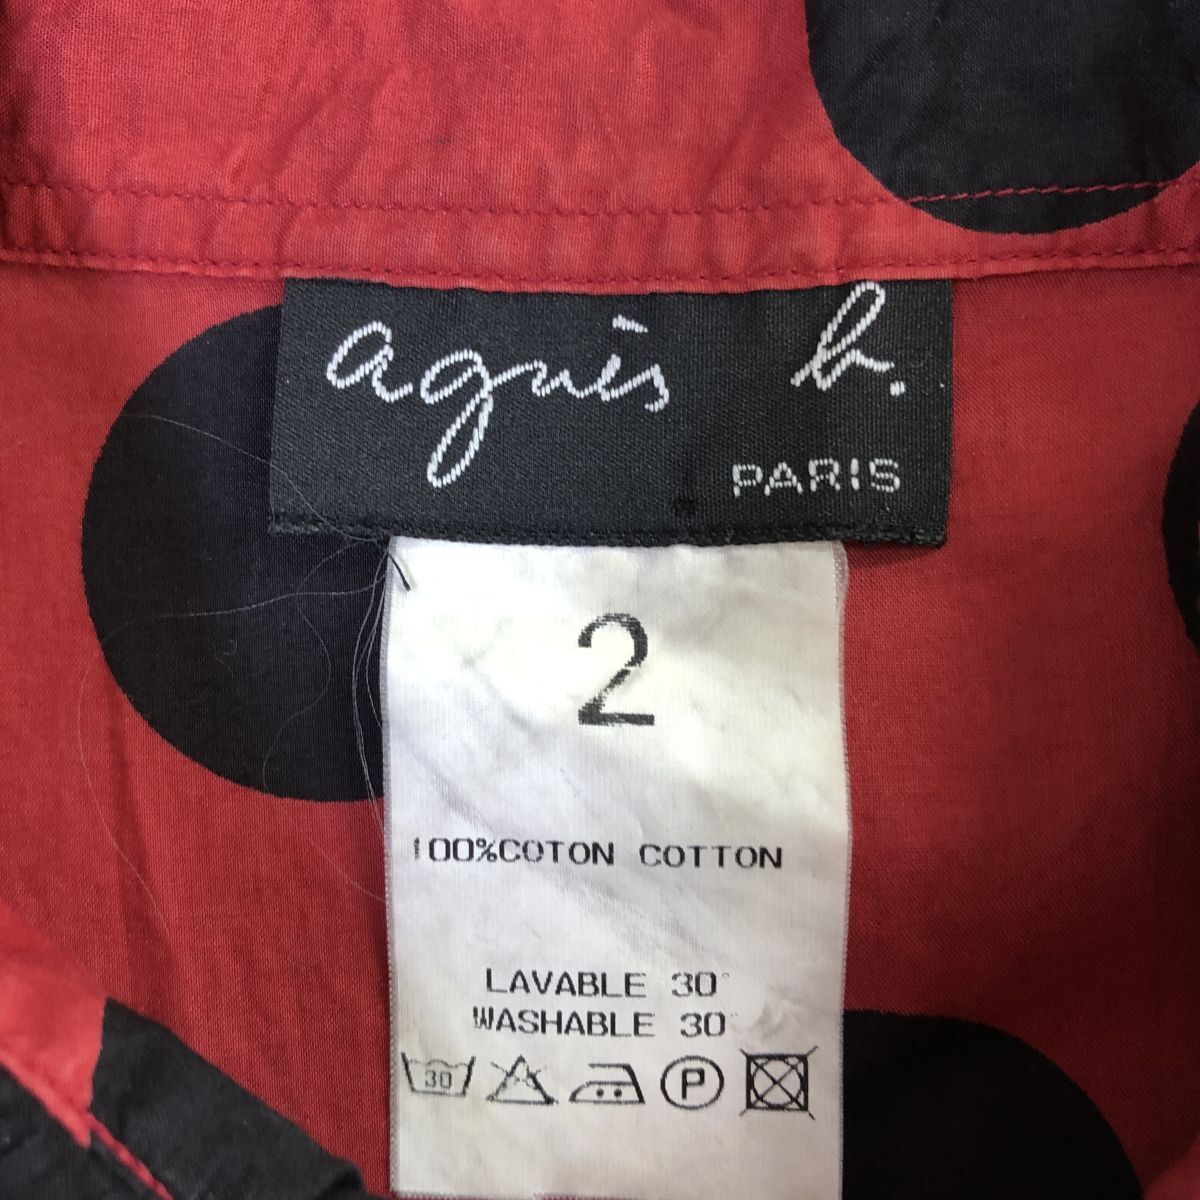 agnès b.
PARIS
2
100%COTON COTTON
LAVABLE 30°
WASHABLE 30°
30 P